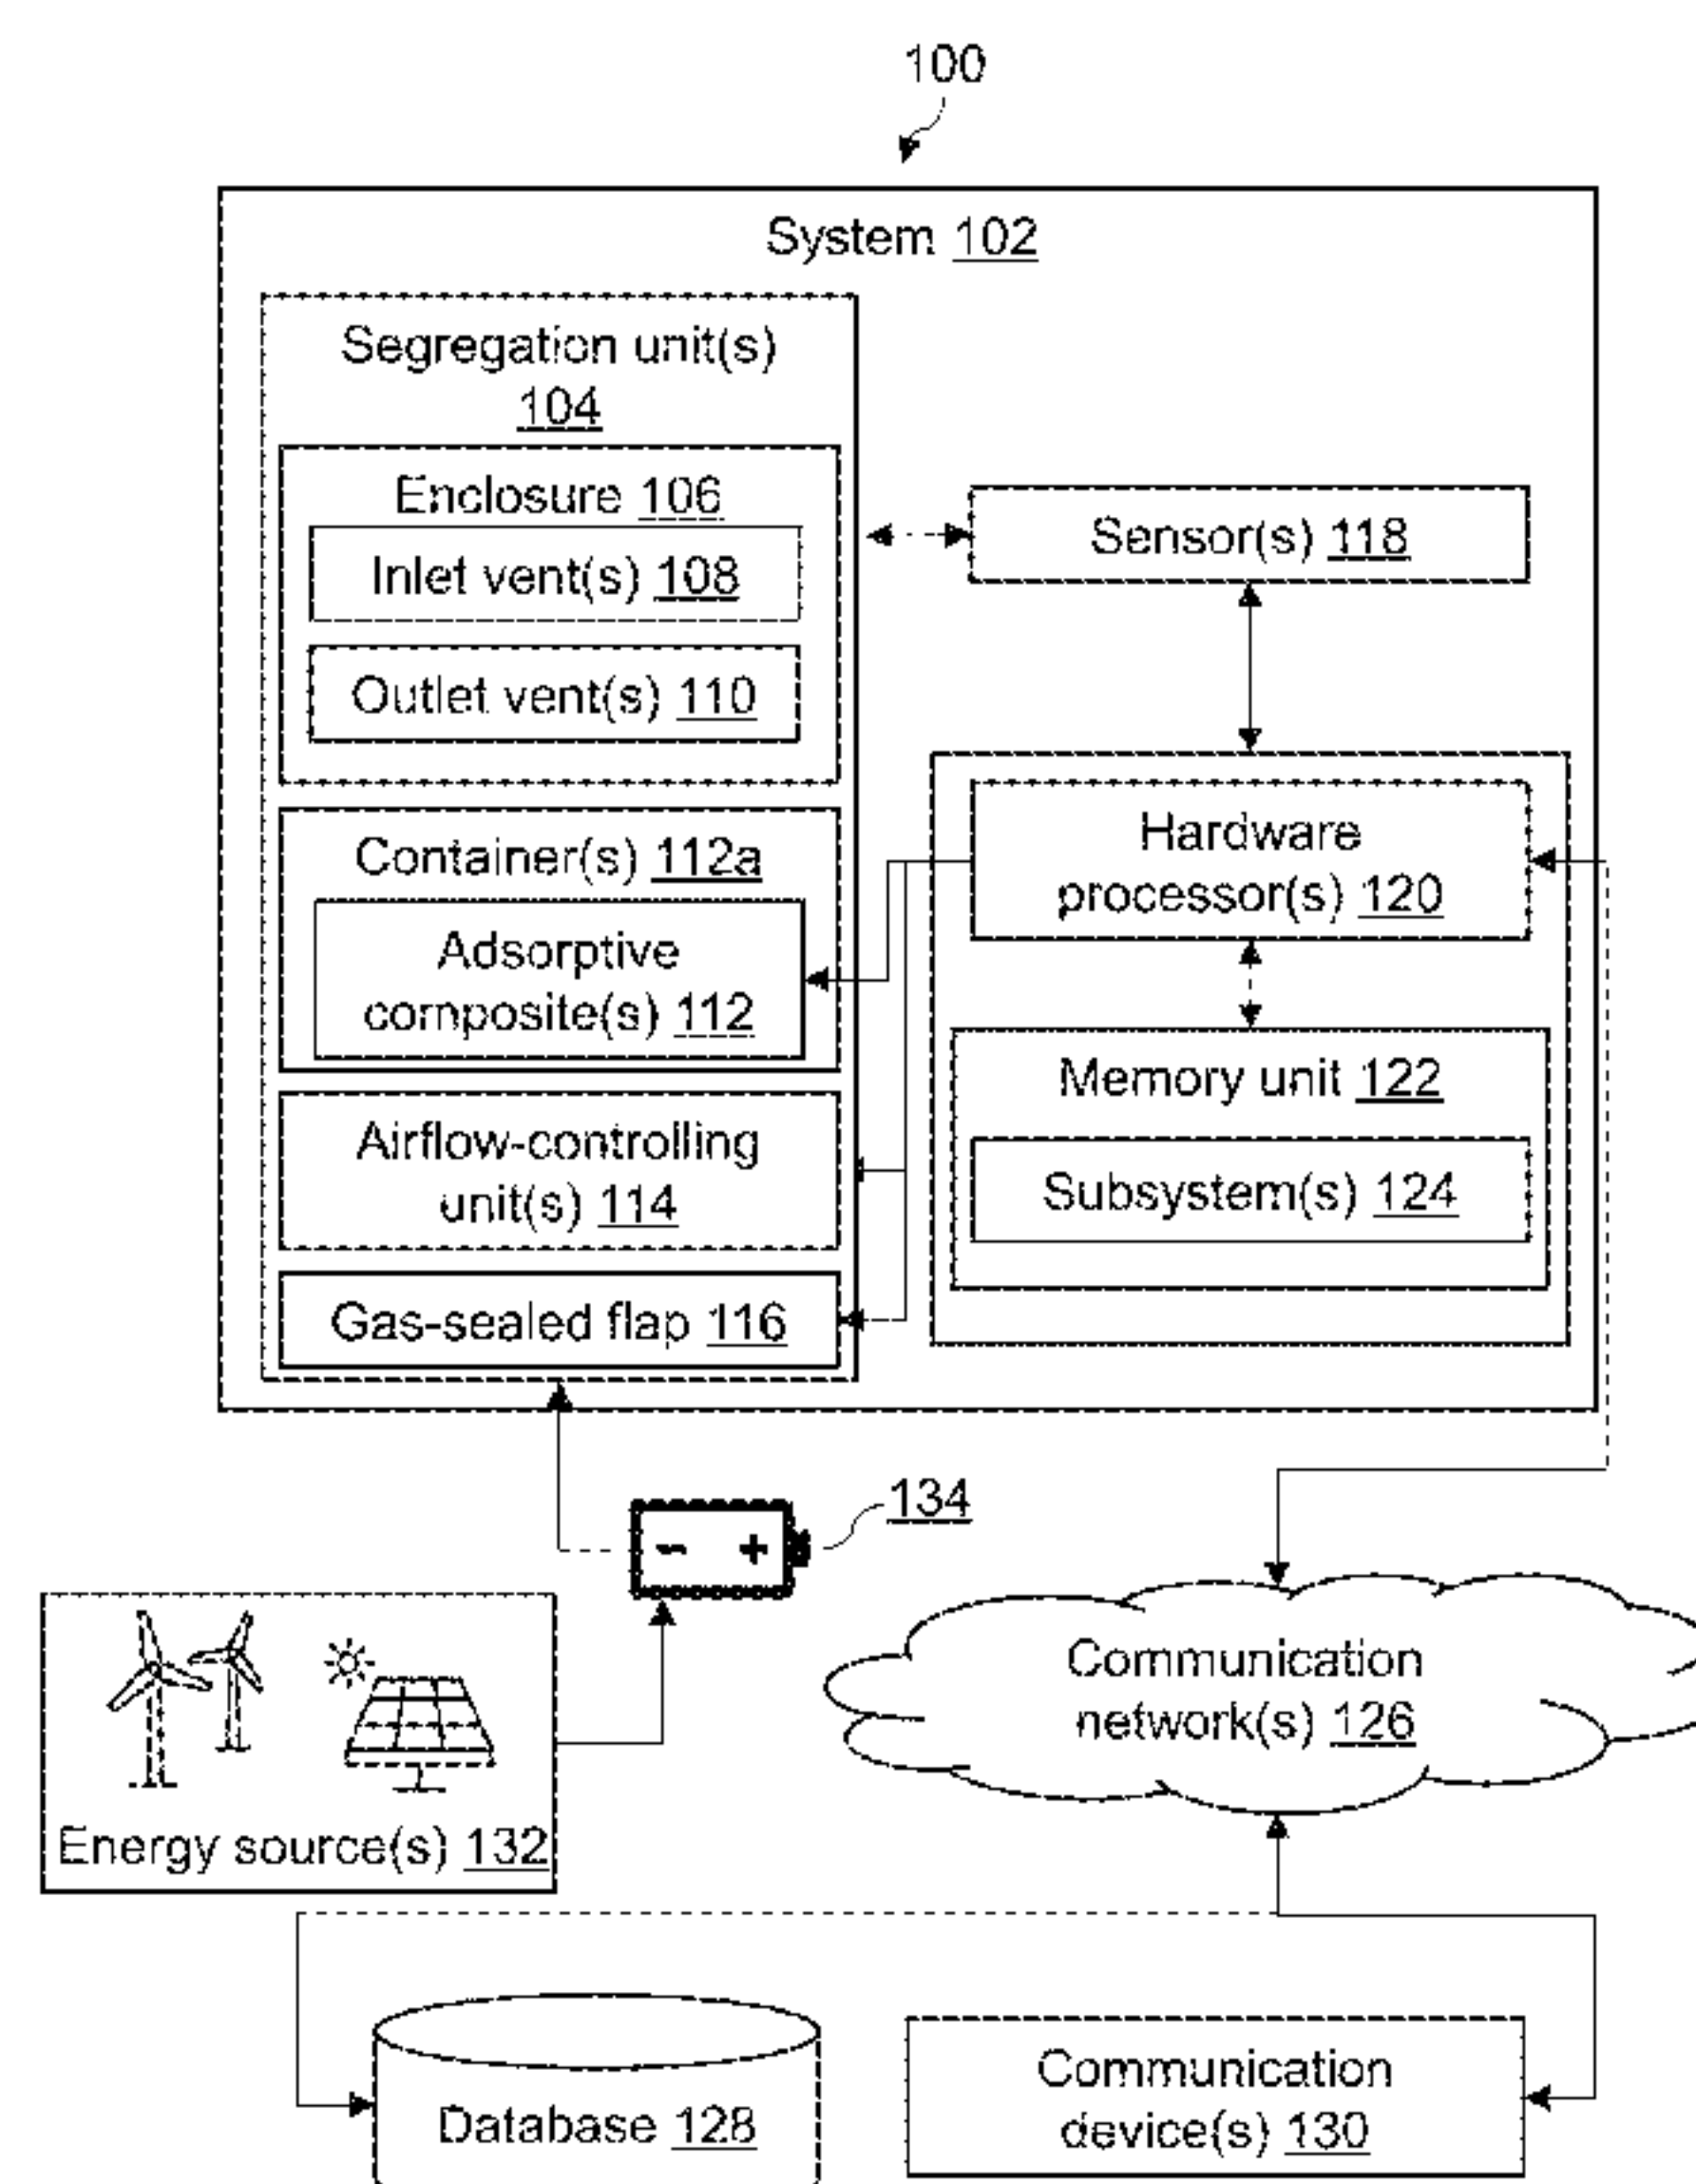 100
System 102
Segregation unit(s)
104
Enclosure 106
Inlet vent(s) 108
Outlet vent(s) 110
Sensor(s) 118
Container(s) 112a
Adsorptive
composite(s) 112
Airflow-controlling
unit(s) 114
Gas-sealed flap 116
Hardware
processor(s) 120
Memory unit 122
Subsystem(s) 124
134
- +
Energy source(s) 132
Communication
network(s) 126
Database 128
Communication
device(s) 130